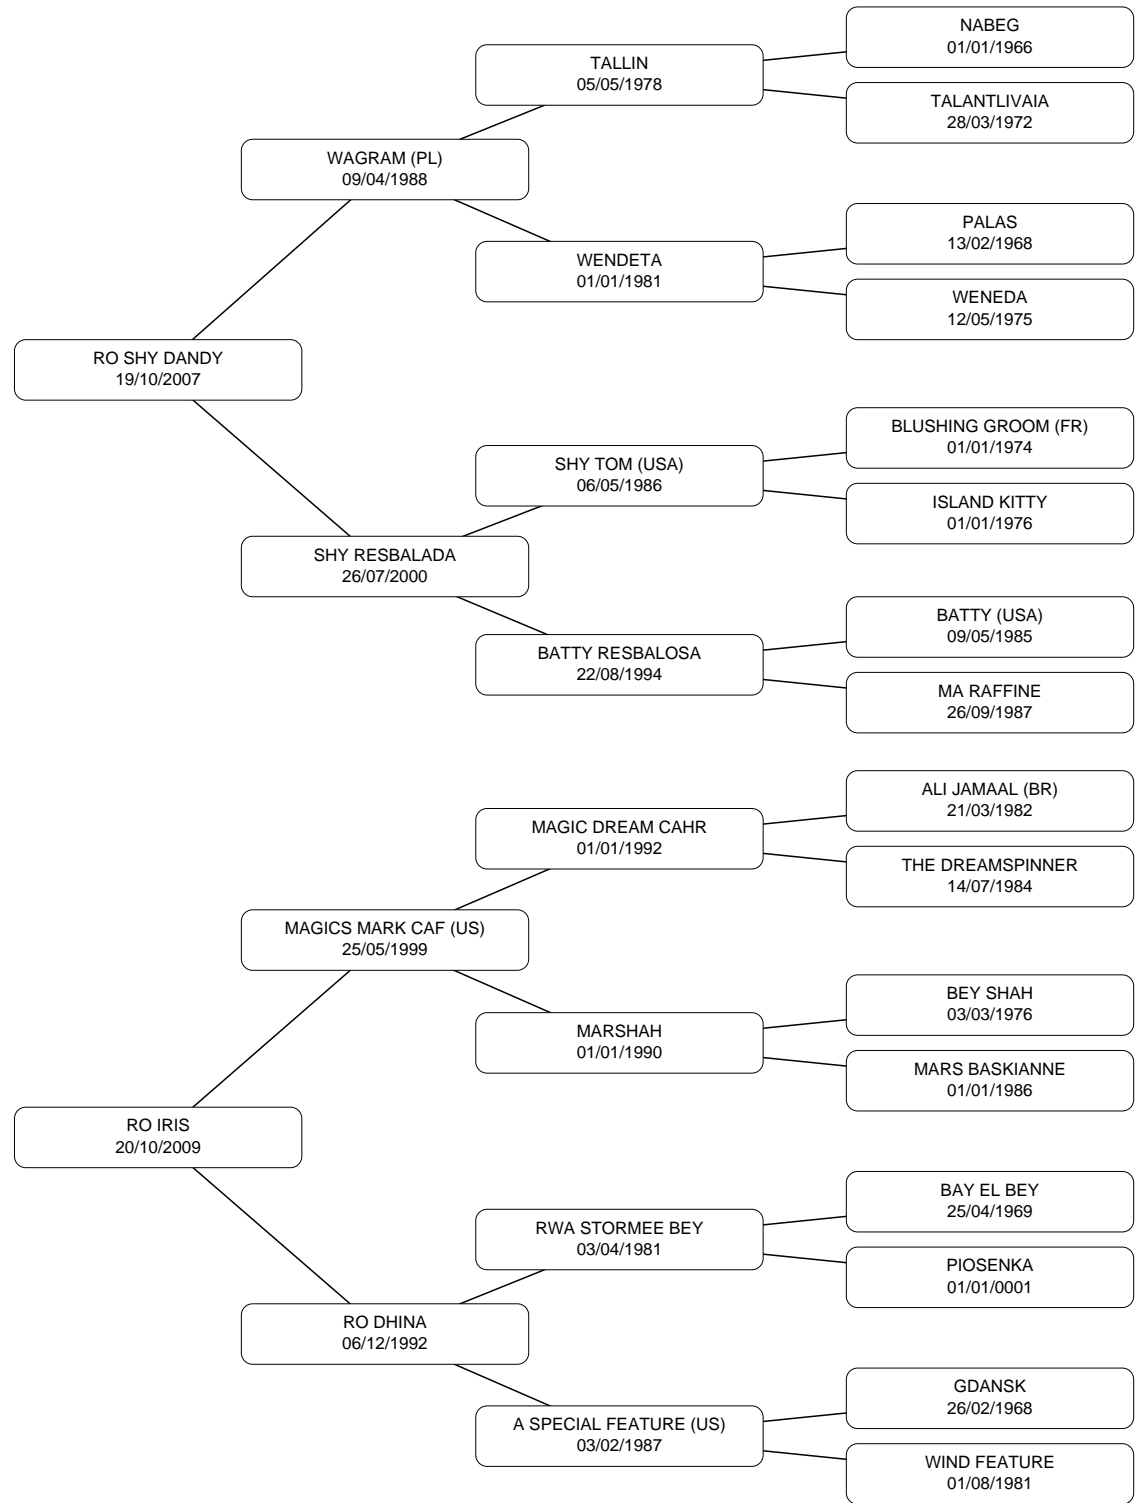 NABEG
01/01/1966
TALLIN
05/05/1978
TALANTLIVAIA
28/03/1972
WAGRAM (PL)
09/04/1988
PALAS
13/02/1968
WENDETA
01/01/1981
WENEDA
12/05/1975
RO SHY DANDY
19/10/2007
BLUSHING GROOM (FR)
01/01/1974
SHY TOM (USA)
06/05/1986
ISLAND KITTY
01/01/1976
SHY RESBALADA
26/07/2000
BATTY (USA)
09/05/1985
BATTY RESBALOSA
22/08/1994
MA RAFFINE
26/09/1987
ALI JAMAAL (BR)
21/03/1982
MAGIC DREAM CAHR
01/01/1992
THE DREAMSPINNER
14/07/1984
MAGICS MARK CAF (US)
25/05/1999
BEY SHAH
03/03/1976
MARSHAH
01/01/1990
MARS BASKIANNE
01/01/1986
RO IRIS
20/10/2009
BAY EL BEY
25/04/1969
RWA STORMEE BEY
03/04/1981
PIOSENKA
01/01/0001
RO DHINA
06/12/1992
GDANSK
26/02/1968
A SPECIAL FEATURE (US)
03/02/1987
WIND FEATURE
01/08/1981